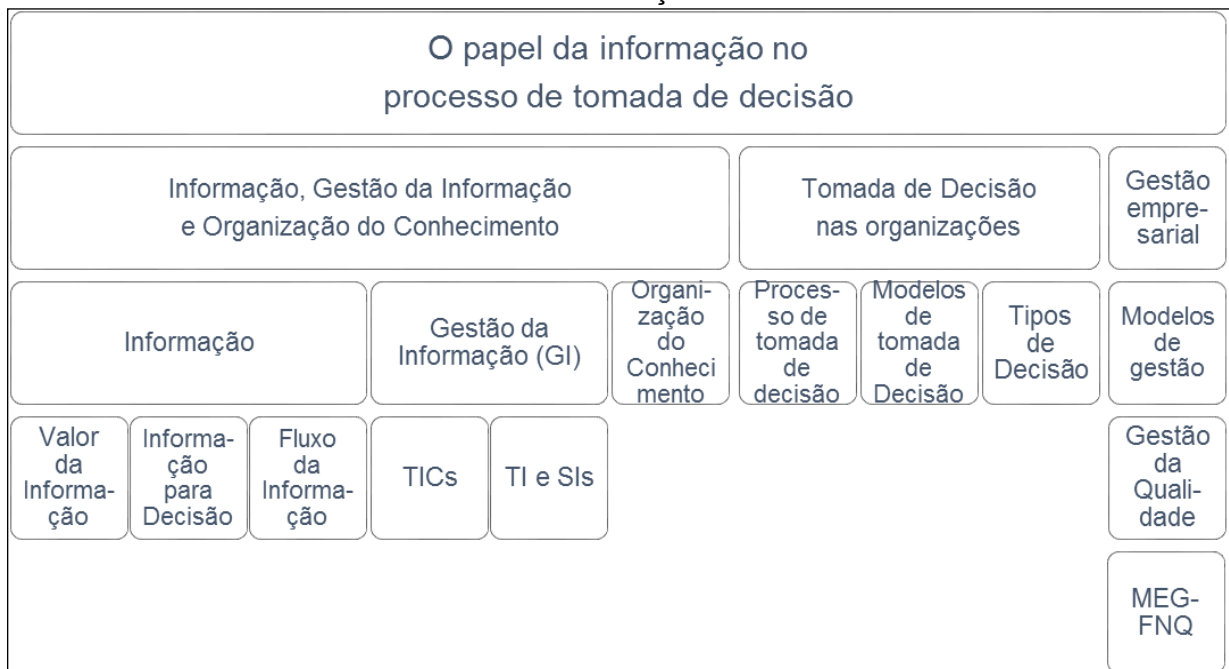 O papel da informação no
processo de tomada de decisão
Informação, Gestão da Informação
e Organização do Conhecimento
Tomada de Decisão
nas organizações
Gestão
empre-
sarial
Informação
Gestão da
Informação (GI)
Organi-
zação
do
Conheci
mento
Proces-
so de
tomada
de
decisão
Modelos
de
tomada
de
Decisão
Tipos
de
Decisão
Modelos
de
gestão
Valor
da
Informa-
ção
Informa-
ção
para
Decisão
Fluxo
da
Informa-
ção
TICs
TI e SIs
Gestão
da
Quali-
dade
MEG-
FNQ